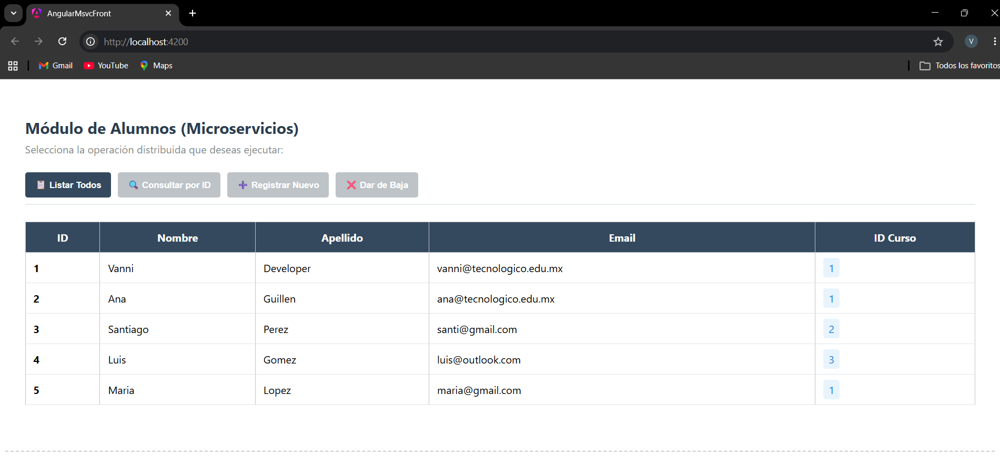 AngularMsvcFront
http://localhost:4200
V
Gmail YouTube Maps Todos los favoritos
Módulo de Alumnos (Microservicios)
Selecciona la operación distribuida que deseas ejecutar:
Listar Todos Consultar por ID Registrar Nuevo Dar de Baja
ID Nombre Apellido Email ID Curso
1 Vanni Developer vanni@tecnologico.edu.mx 1
2 Ana Guillen ana@tecnologico.edu.mx 1
3 Santiago Perez santi@gmail.com 2
4 Luis Gomez luis@outlook.com 3
5 Maria Lopez maria@gmail.com 1